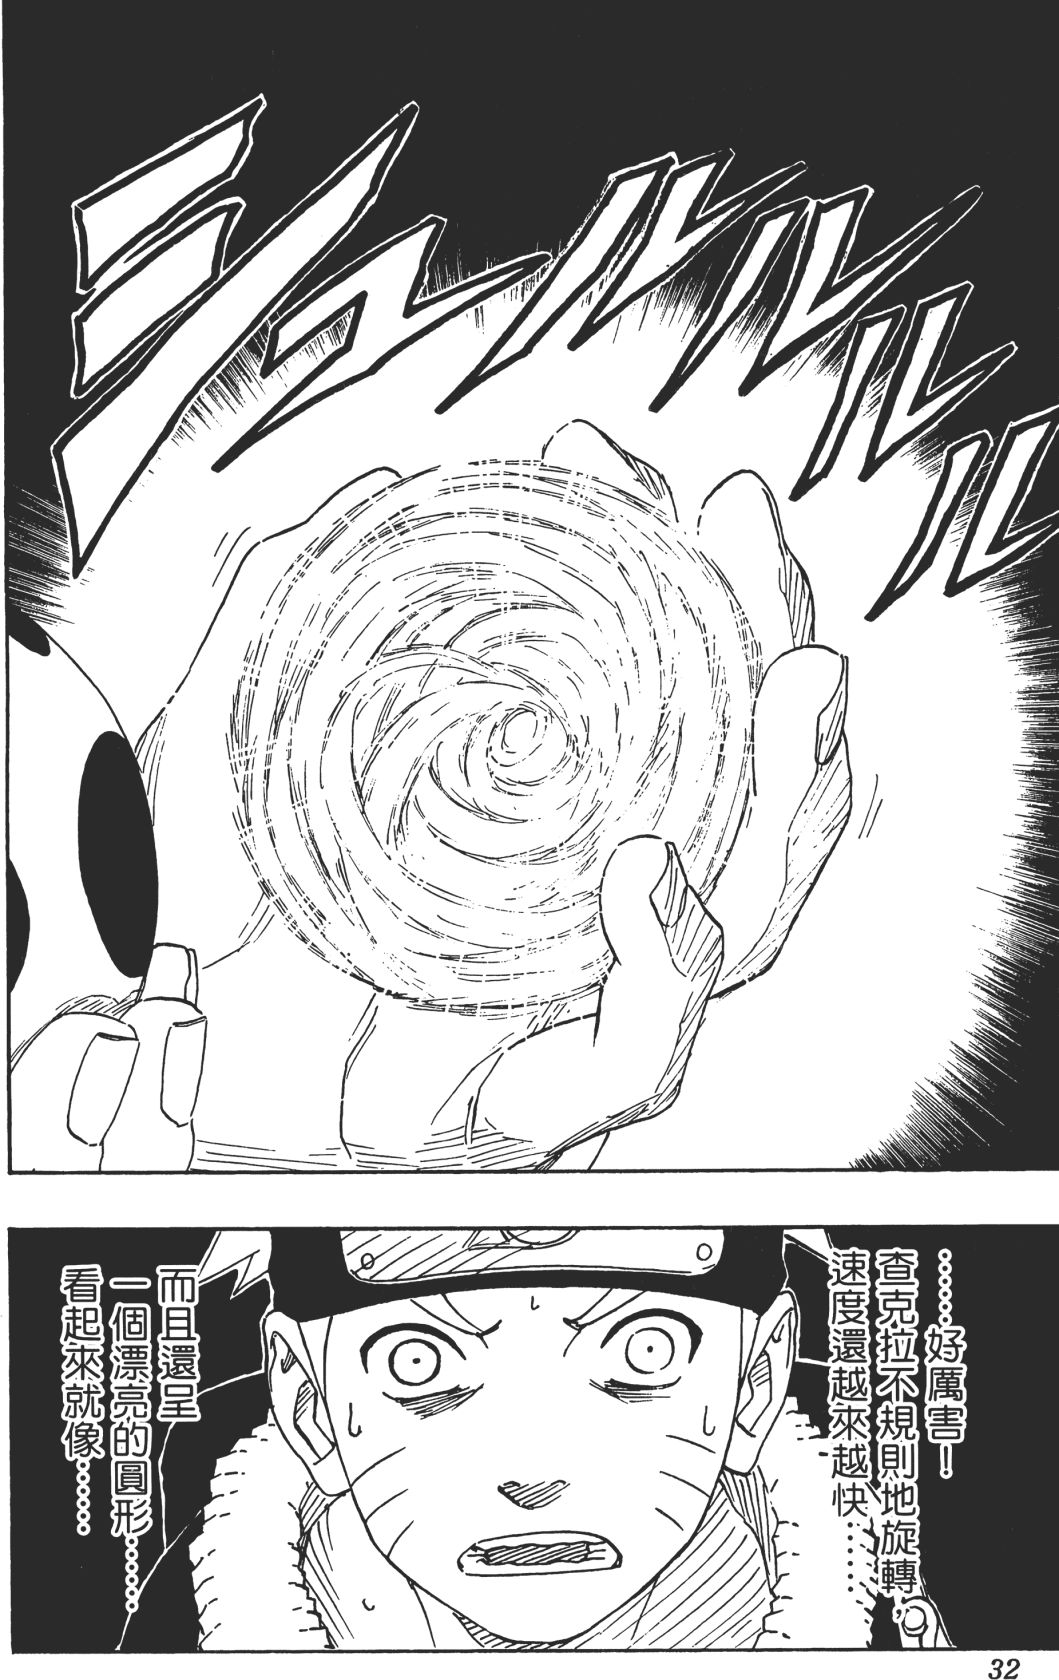 シュルルルルルル
………好厲害！
查克拉不規則地旋轉，
速度還越來越快……
而且還呈
一個漂亮的圓形……
看起來就像……
32